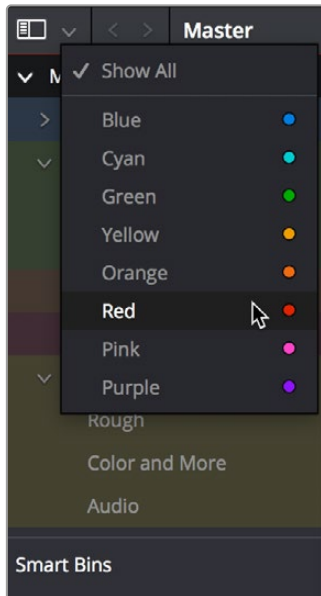 Master
M
Show All
Blue
Cyan
Green
Yellow
Orange
Red
Pink
Purple
Rough
Color and More
Audio
Smart Bins